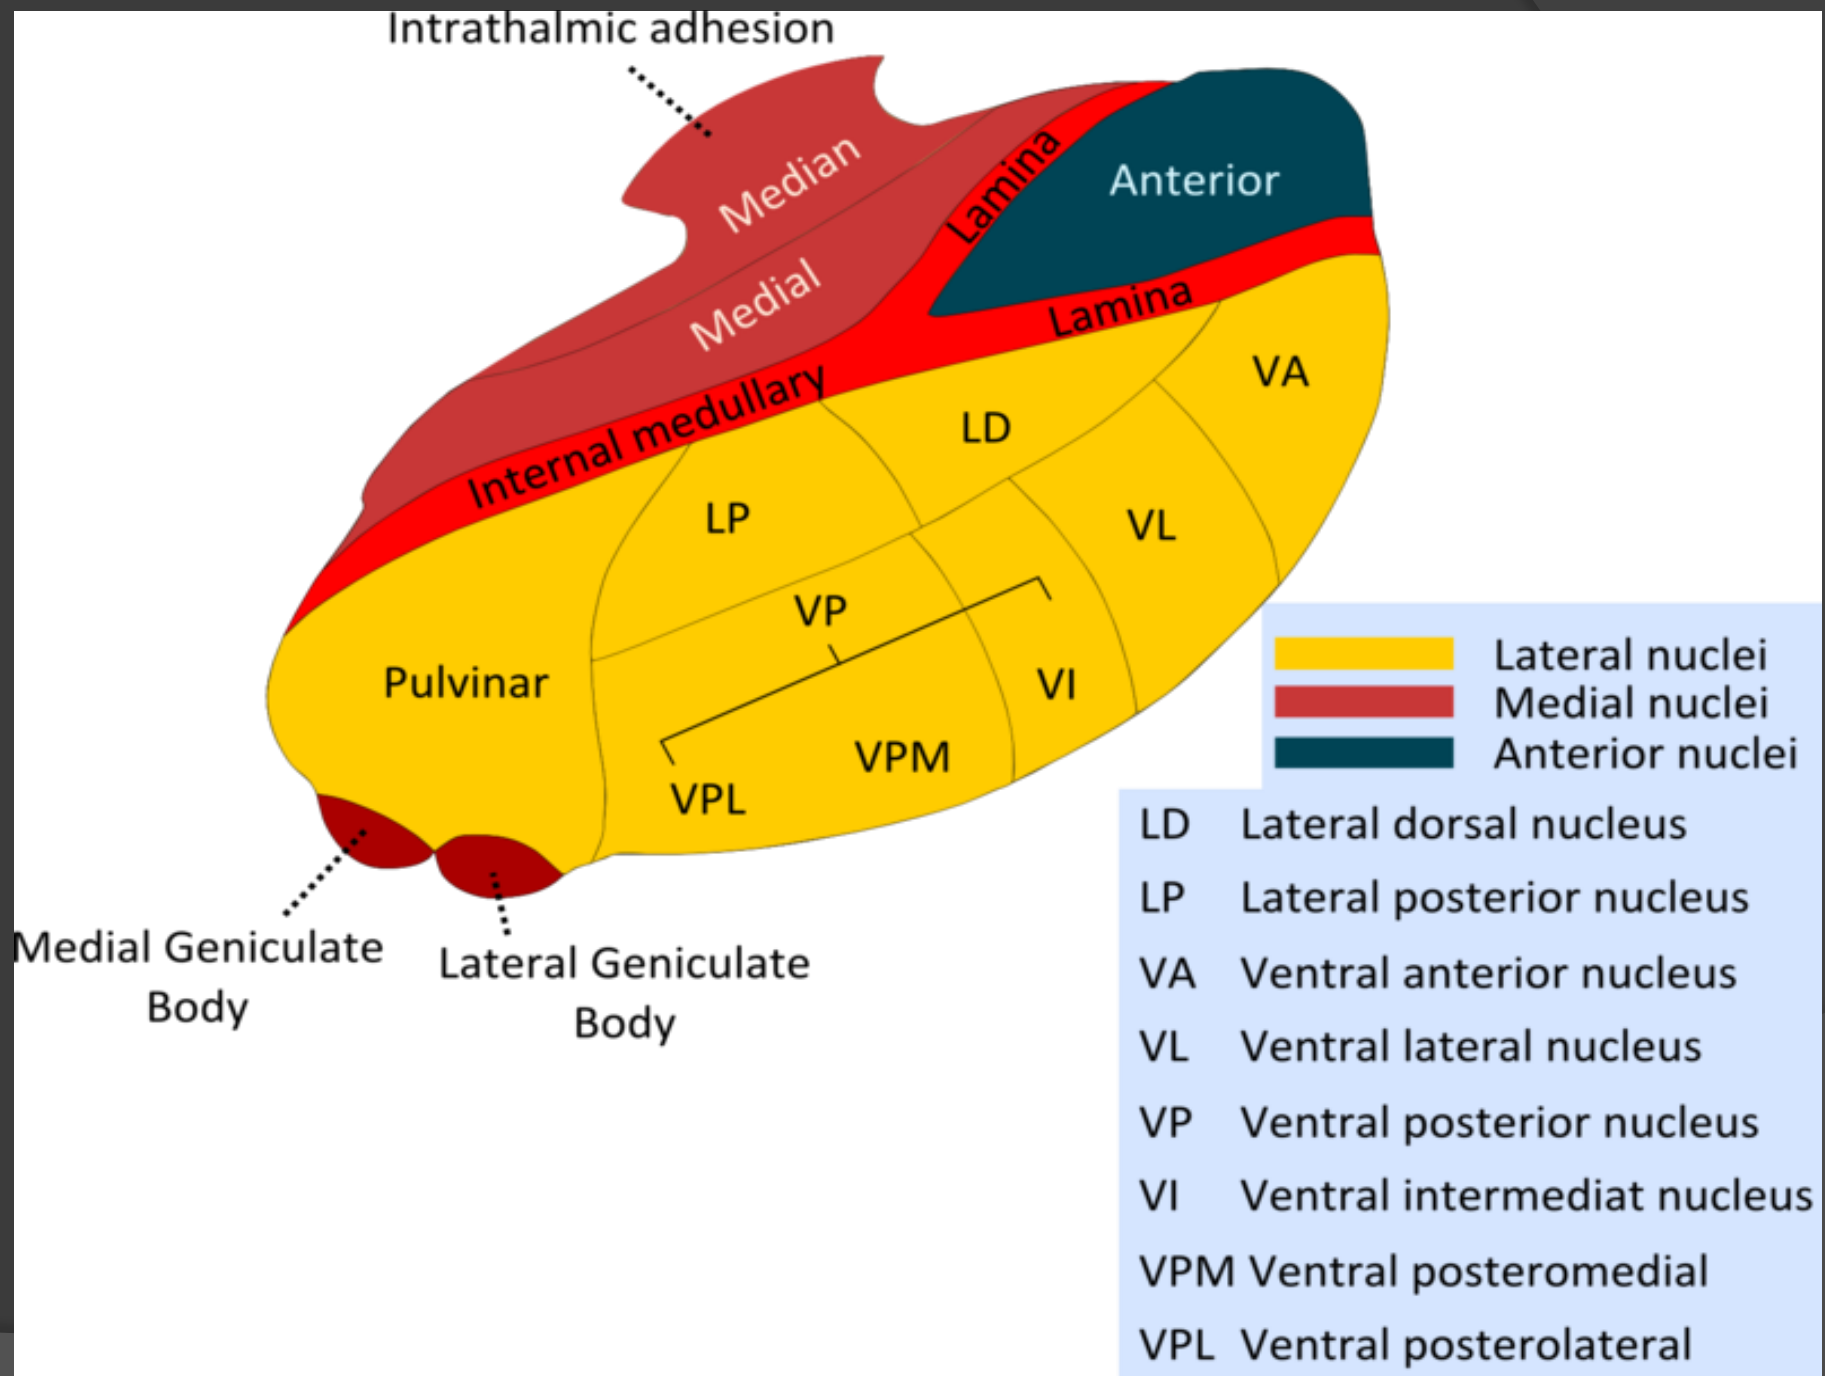 Intrathalmic adhesion
Median
Lamina
Anterior
Medial
Lamina
Internal medullary
VA
LD
LP
VL
VP
Pulvinar
VI
VPM
VPL
Medial Geniculate
Body
Lateral Geniculate
Body
Lateral nuclei
Medial nuclei
Anterior nuclei
LD Lateral dorsal nucleus
LP Lateral posterior nucleus
VA Ventral anterior nucleus
VL Ventral lateral nucleus
VP Ventral posterior nucleus
VI Ventral intermediat nucleus
VPM Ventral posteromedial
VPL Ventral posterolateral